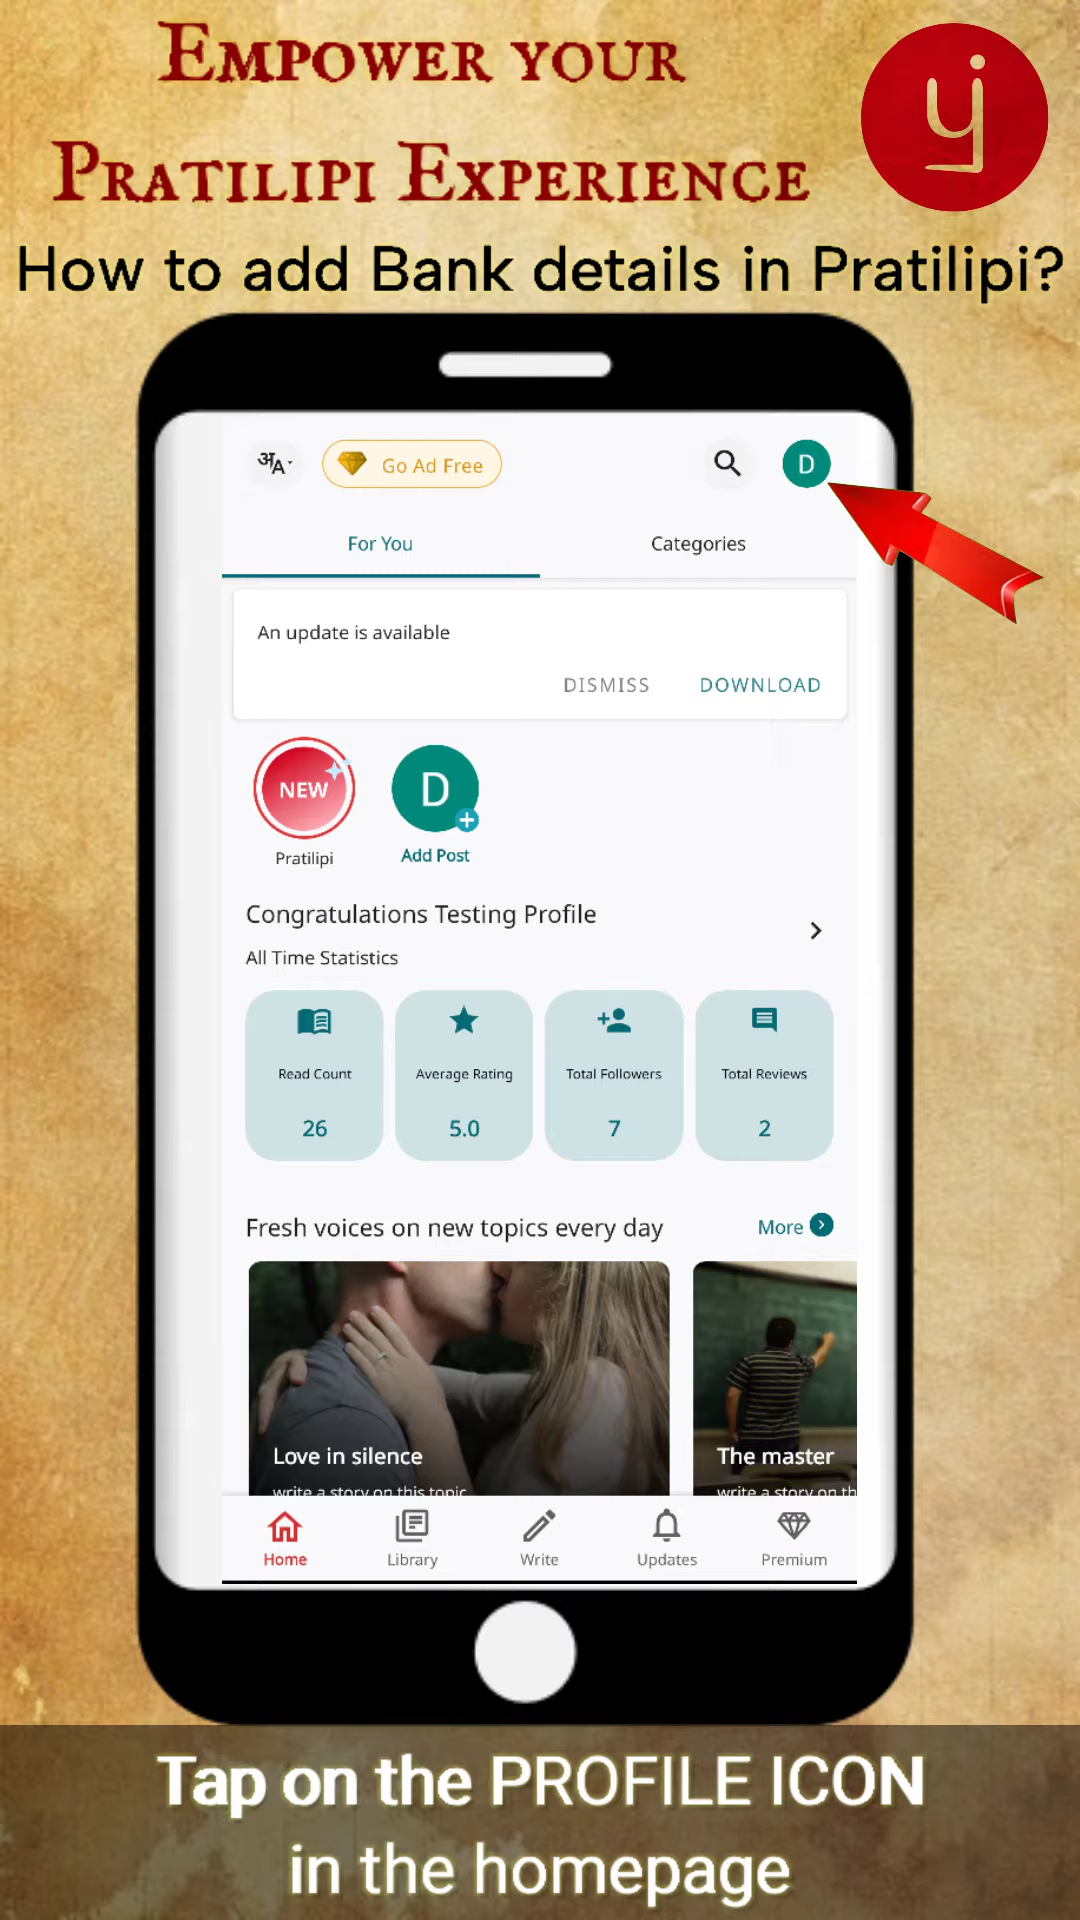 EMPOWER YOUR
PRATILIPI EXPERIENCE
How to add Bank details in Pratilipi?
अA
Go Ad Free
D
For You
Categories
An update is available
DISMISS
DOWNLOAD
NEW
D
Pratilipi
Add Post
Congratulations Testing Profile
All Time Statistics
Read Count
Average Rating
Total Followers
Total Reviews
26
5.0
7
2
Fresh voices on new topics every day
More
Love in silence
write a story on this topic
The master
write a story on th
Home
Library
Write
Updates
Premium
Tap on the PROFILE ICON
in the homepage